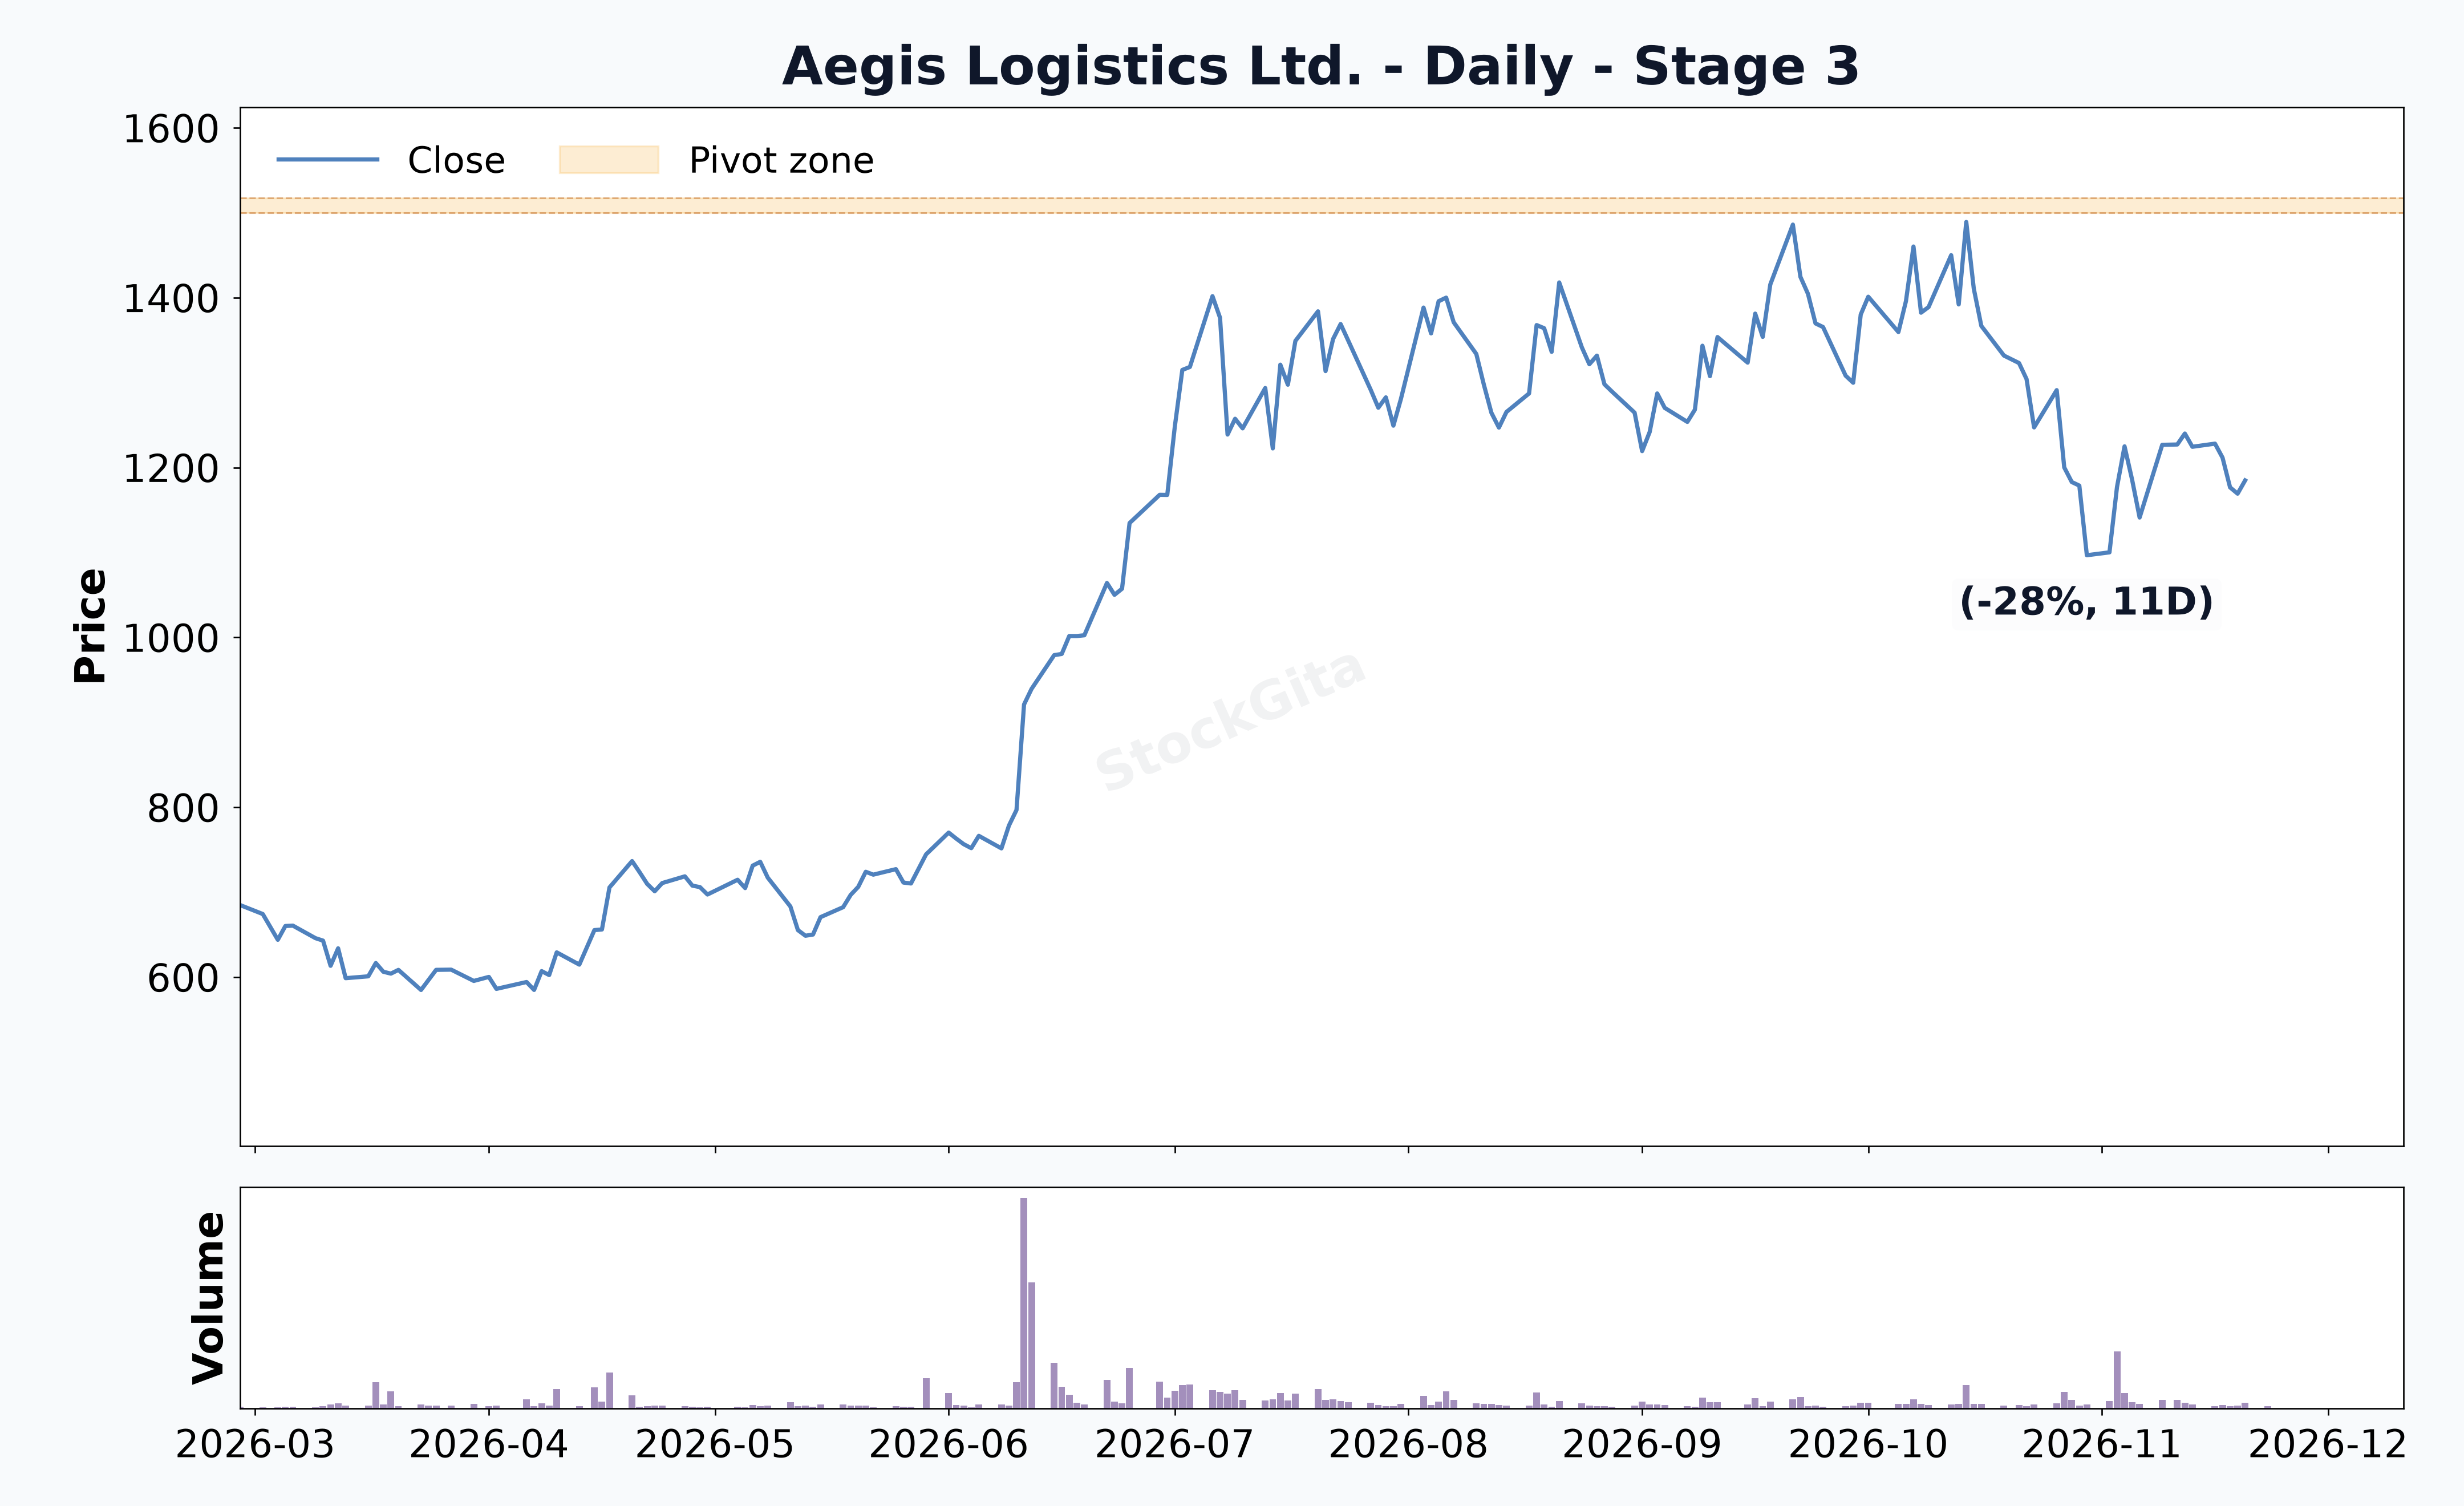 Aegis Logistics Ltd. - Daily - Stage 3
Close
Pivot zone
1600
1400
1200
1000
800
600
Price
(-28%, 11D)
StockGita
Volume
2026-03
2026-04
2026-05
2026-06
2026-07
2026-08
2026-09
2026-10
2026-11
2026-12